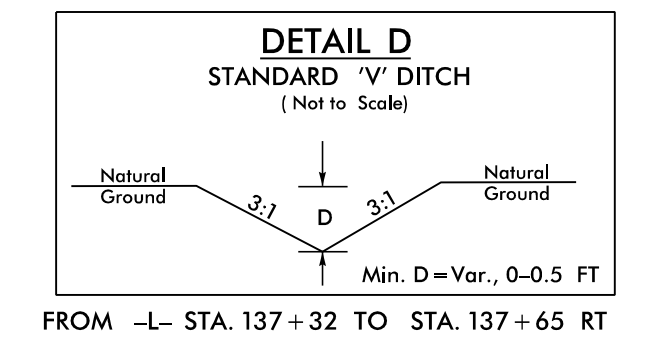 DETAIL D
STANDARD 'V' DITCH
( Not to Scale)
Natural
Ground
3:1
D
3:1
Natural
Ground
Min. D=Var., 0-0.5 FT
FROM -L- STA. 137+32 TO STA. 137+65 RT